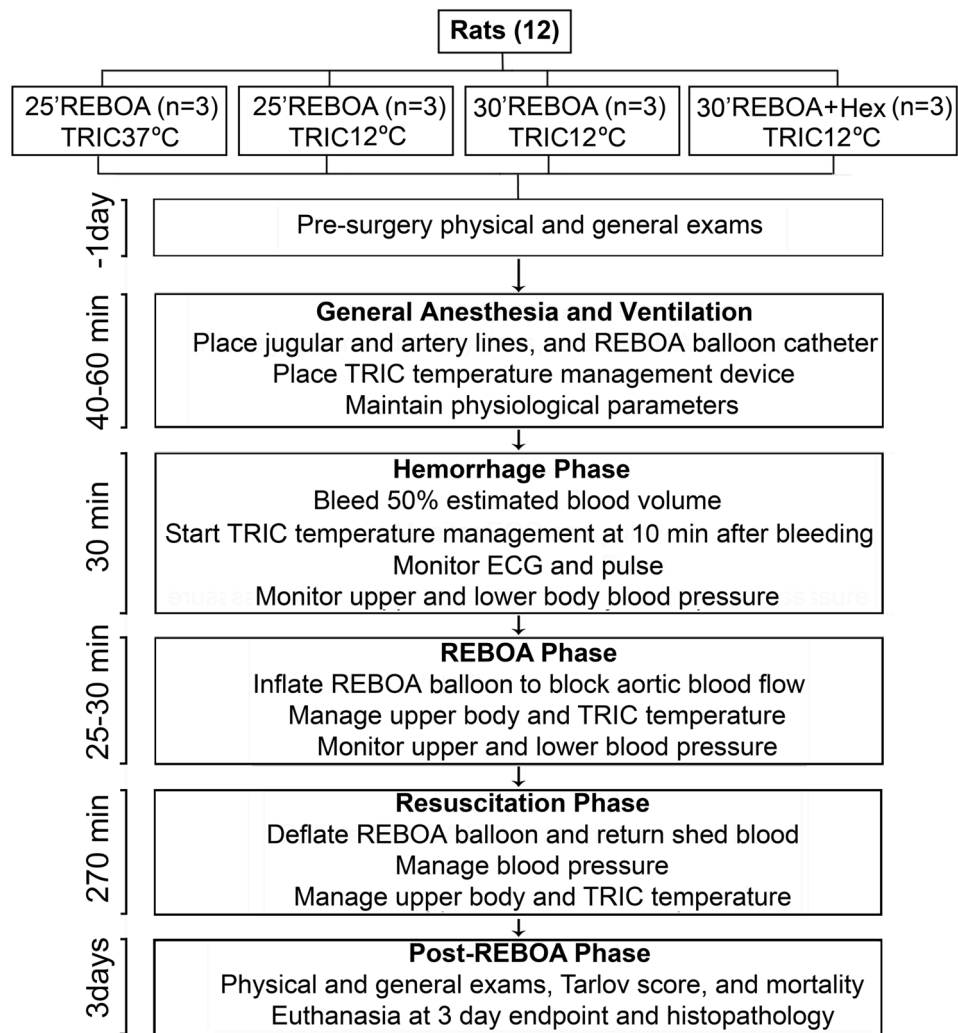 Rats (12)
25'REBOA (n=3)
TRIC37°C
25'REBOA (n=3)
TRIC12°C
30'REBOA (n=3)
TRIC12°C
30'REBOA+Hex (n=3)
TRIC12°C
-1day
Pre-surgery physical and general exams
40-60 min
General Anesthesia and Ventilation
Place jugular and artery lines, and REBOA balloon catheter
Place TRIC temperature management device
Maintain physiological parameters
30 min
Hemorrhage Phase
Bleed 50% estimated blood volume
Start TRIC temperature management at 10 min after bleeding
Monitor ECG and pulse
Monitor upper and lower body blood pressure
25-30 min
REBOA Phase
Inflate REBOA balloon to block aortic blood flow
Manage upper body and TRIC temperature
Monitor upper and lower blood pressure
270 min
Resuscitation Phase
Deflate REBOA balloon and return shed blood
Manage blood pressure
Manage upper body and TRIC temperature
3days
Post-REBOA Phase
Physical and general exams, Tarlov score, and mortality
Euthanasia at 3 day endpoint and histopathology